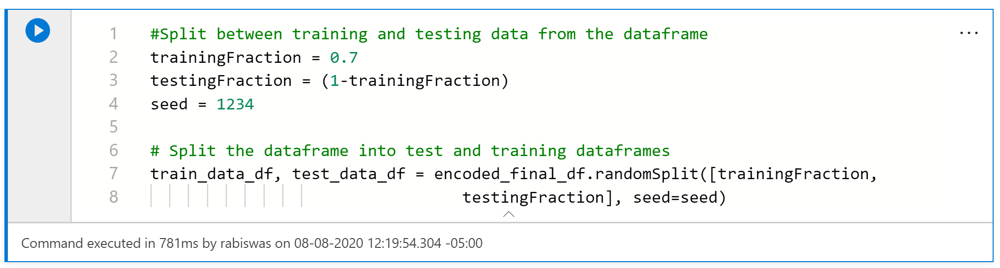 1 #Split between training and testing data from the dataframe ...
2 trainingFraction = 0.7
3 testingFraction = (1-trainingFraction)
4 seed = 1234
5
6 # Split the dataframe into test and training dataframes
7 train_data_df, test_data_df = encoded_final_df.randomSplit([trainingFraction,
8 testingFraction], seed=seed)
Command executed in 781ms by rabiswas on 08-08-2020 12:19:54.304 -05:00